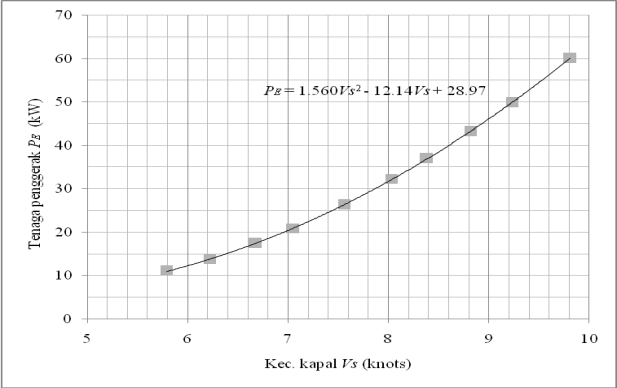 70
60
50
40
30
20
10
0
Tenaga penggerak PE (kW)
PE = 1.560Vs² - 12.14Vs + 28.97
5 6 7 8 9 10
Kec. kapal Vs (knots)